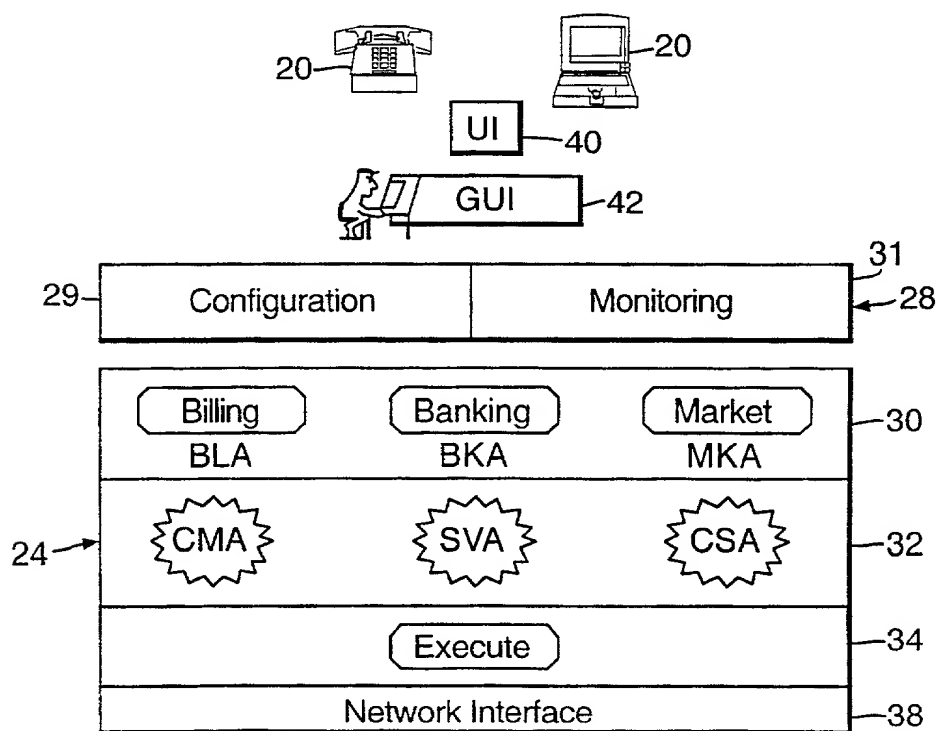 20
20
UI
40
GUI
42
29
Configuration
Monitoring
31
28
Billing
Banking
Market
30
BLA
BKA
MKA
24
CMA
SVA
CSA
32
Execute
34
Network Interface
38